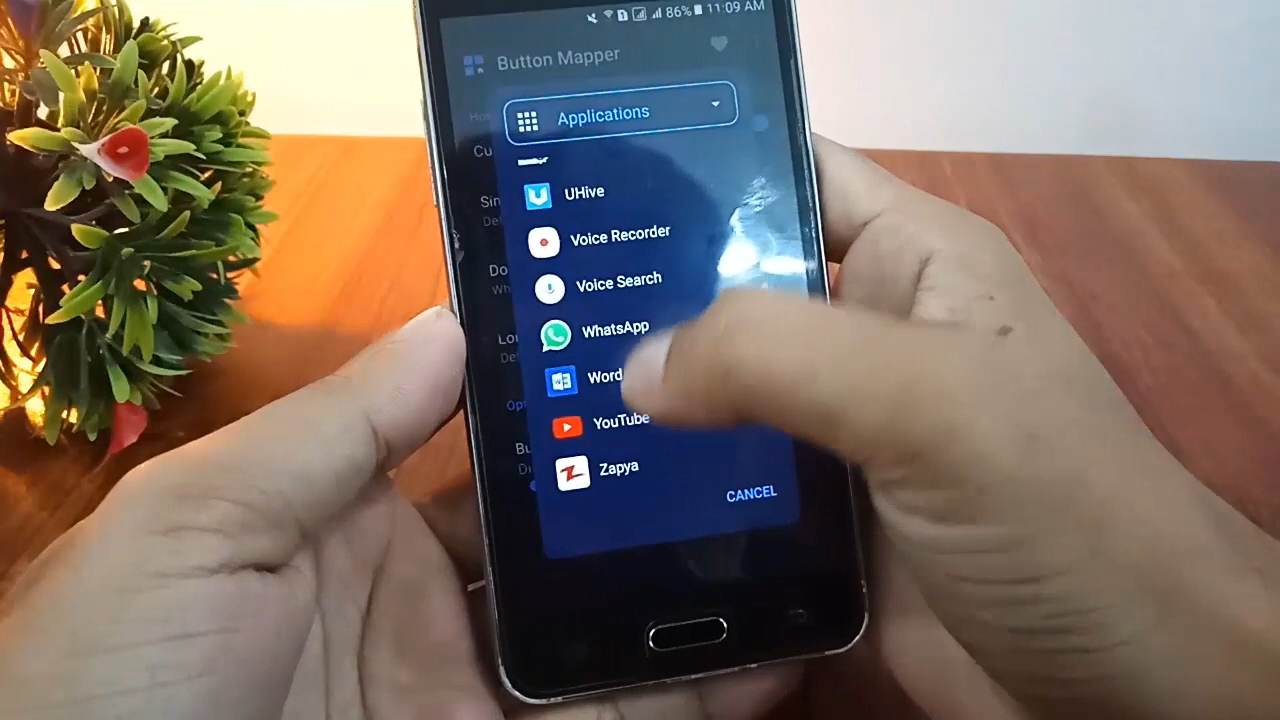 86% 11:09 AM
Button Mapper
Applications
UHive
Voice Recorder
Voice Search
WhatsApp
Word
YouTube
Zapya
CANCEL